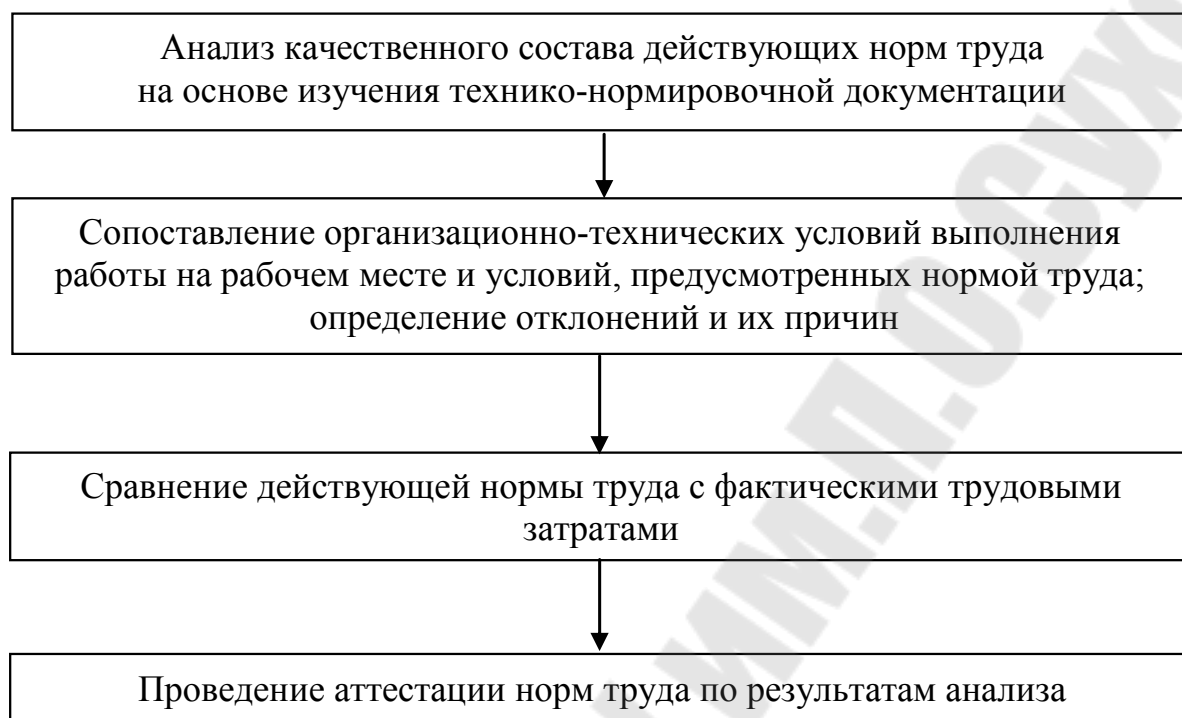 Анализ качественного состава действующих норм труда
на основе изучения технико-нормировочной документации
Сопоставление организационно-технических условий выполнения
работы на рабочем месте и условий, предусмотренных нормой труда;
определение отклонений и их причин
Сравнение действующей нормы труда с фактическими трудовыми
затратами
Проведение аттестации норм труда по результатам анализа
им.П.О.Сухо